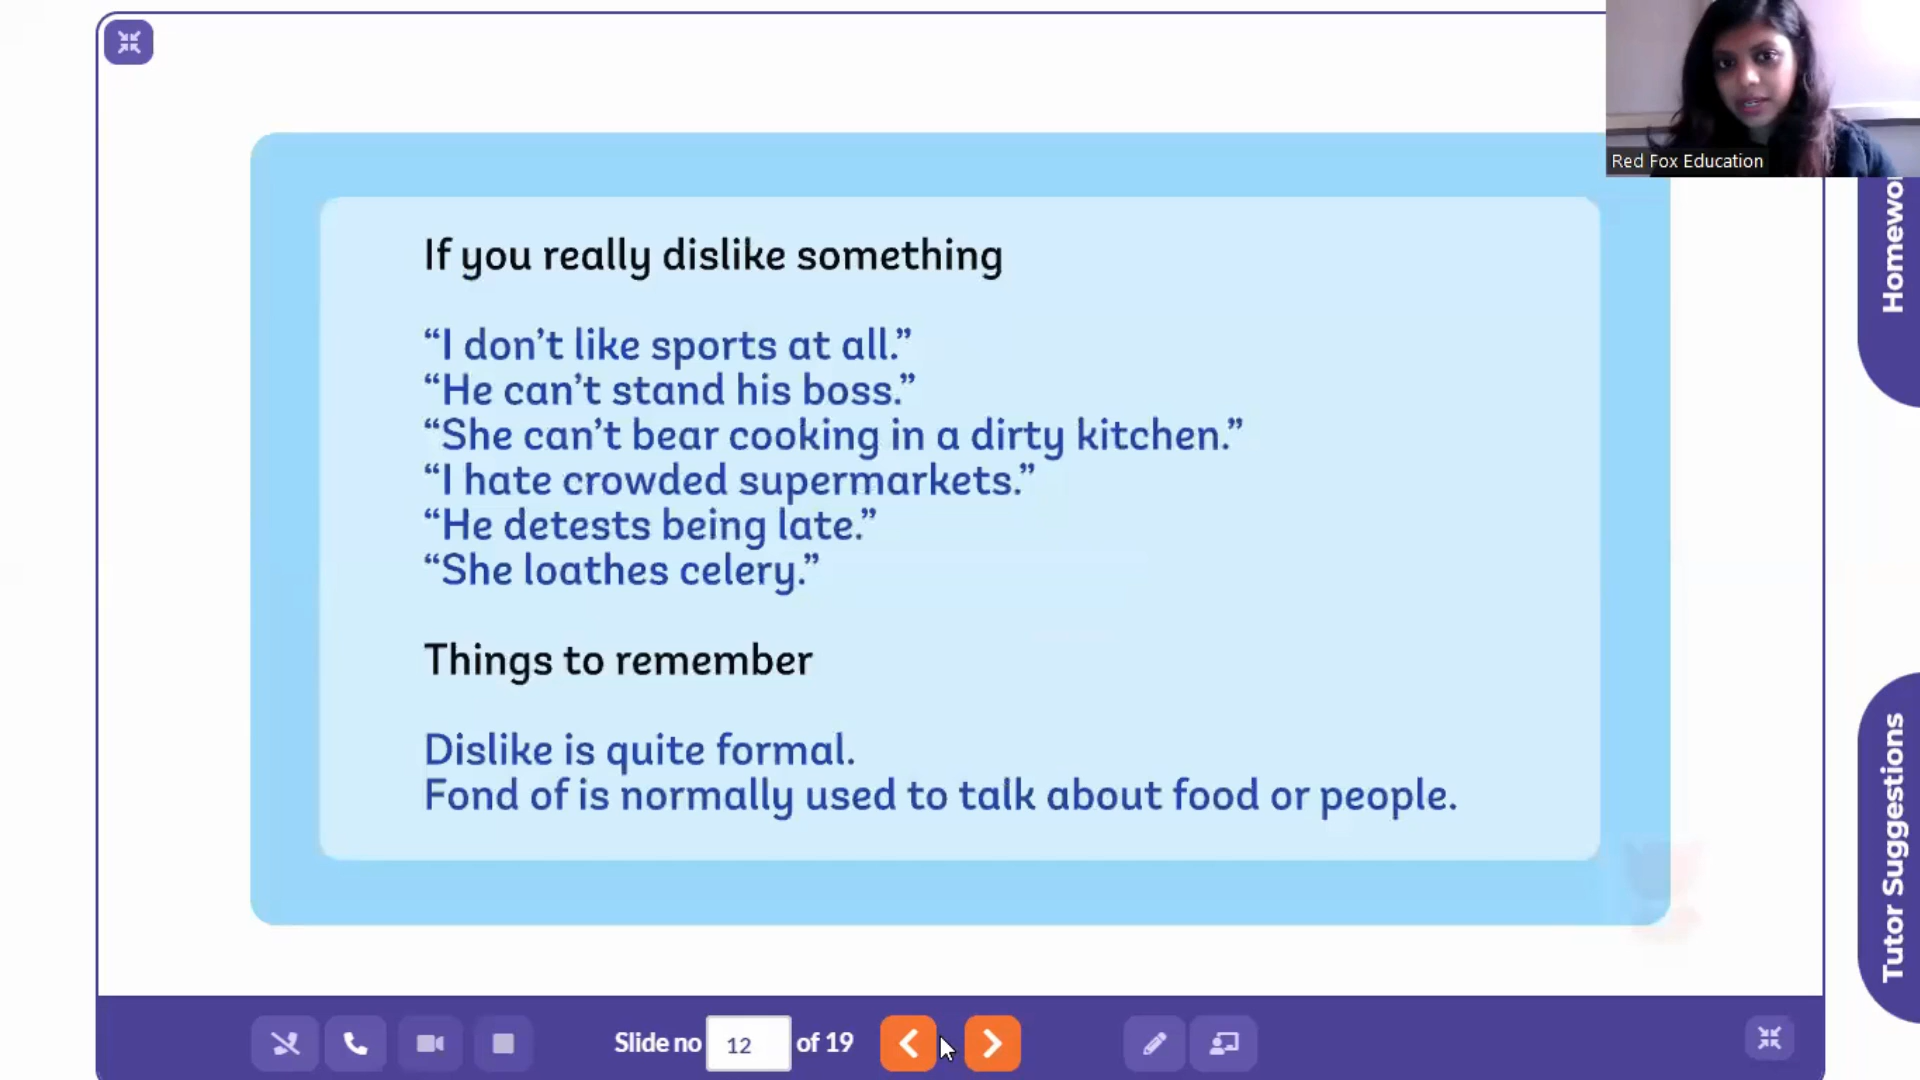 Red Fox Education
If you really dislike something
“I don’t like sports at all.”
“He can’t stand his boss.”
“She can’t bear cooking in a dirty kitchen.”
“I hate crowded supermarkets.”
“He detests being late.”
“She loathes celery.”
Things to remember
Dislike is quite formal.
Fond of is normally used to talk about food or people.
Homewo
Tutor Suggestions
Slide no 12 of 19